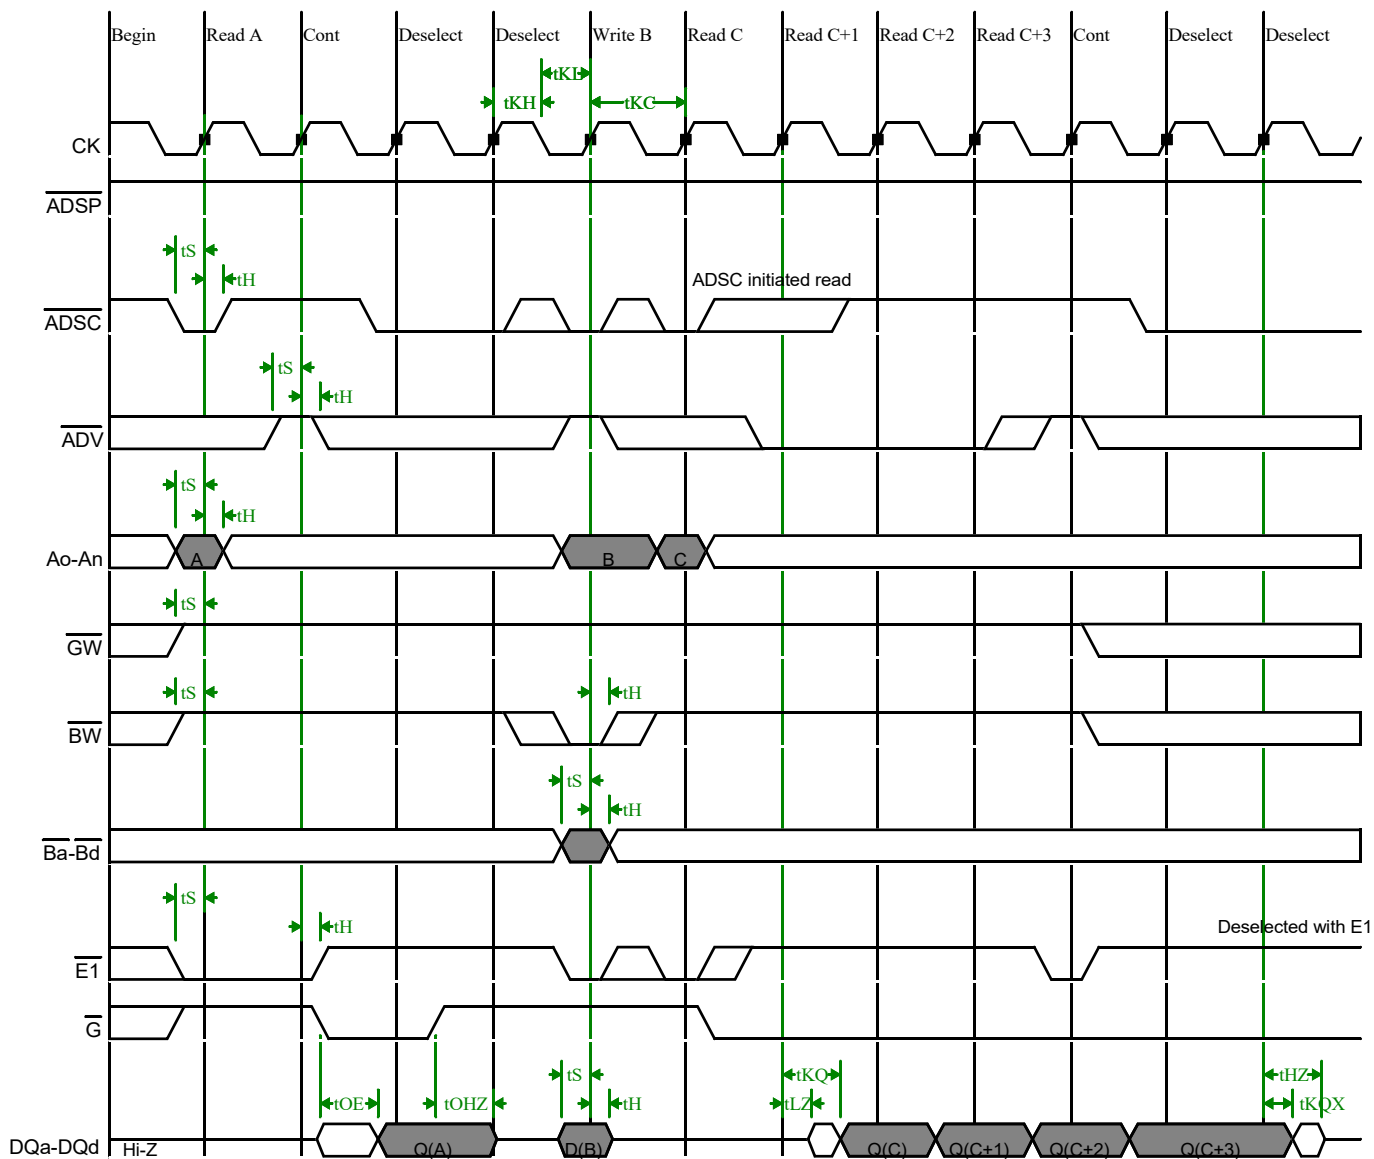 Begin Read A Cont Deselect Deselect Write B Read C Read C+1 Read C+2 Read C+3 Cont Deselect Deselect
tKL
tKH tKC
CK
ADSP
tS
tH
ADSC initiated read
ADSC
tS
tH
ADV
tS
tH
Ao-An A B C
tS
GW
tS tH
BW
tS
tH
Ba-Bd
tS
tH
Deselected with E1
E1
G
tS tKQ tHZ
tOE tOHZ tH tLZ tKQX
DQa-DQd Hi-Z Q(A) D(B) Q(C) Q(C+1) Q(C+2) Q(C+3)